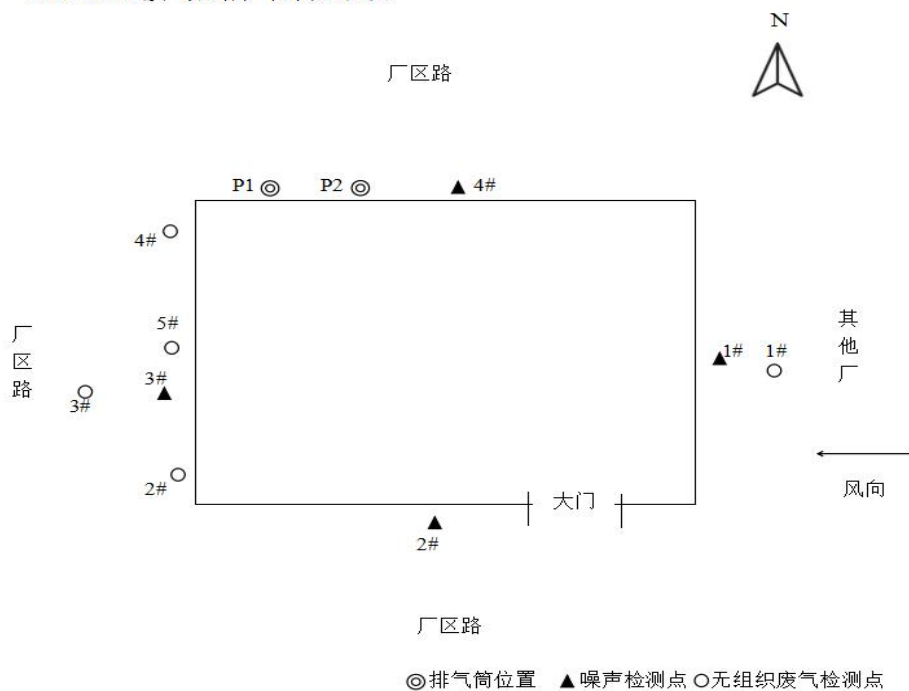 N
厂区路
P1
P2
4#
4#
5#
3#
3#
2#
厂区路
1#
1#
其他厂
风向
大门
2#
厂区路
排气筒位置 噪声检测点 无组织废气检测点